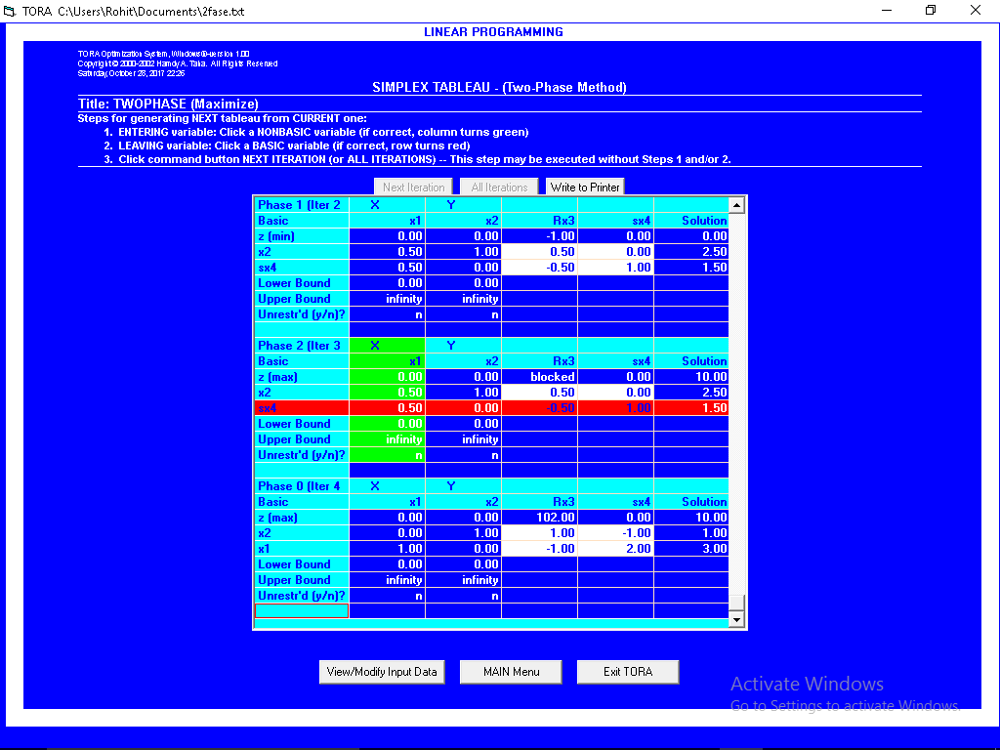 TORA C:\Users\Rohit\Documents\2fase.txt
LINEAR PROGRAMMING
TORA Optimization System, Windows®-version 1.00
Copyright © 2000-2002 Hamdy A. Taha. All Rights Reserved
Saturday, October 28, 2017 22:26
SIMPLEX TABLEAU - (Two-Phase Method)
Title: TWOPHASE (Maximize)
Steps for generating NEXT tableau from CURRENT one:
1. ENTERING variable: Click a NONBASIC variable (if correct, column turns green)
2. LEAVING variable: Click a BASIC variable (if correct, row turns red)
3. Click command button NEXT ITERATION (or ALL ITERATIONS) -- This step may be executed without Steps 1 and/or 2.
Next Iteration All Iterations Write to Printer
Phase 1 (Iter 2 X Y
Basic x1 x2 Rx3 sx4 Solution
z (min) 0.00 0.00 -1.00 0.00 0.00
x2 0.50 1.00 0.50 0.00 2.50
sx4 0.50 0.00 -0.50 1.00 1.50
Lower Bound 0.00 0.00
Upper Bound infinity infinity
Unrestr'd (y/n)? n n
Phase 2 (Iter 3 X Y
Basic x1 x2 Rx3 sx4 Solution
z (max) 0.00 0.00 blocked 0.00 10.00
x2 0.50 1.00 0.50 0.00 2.50
sx4 0.50 0.00 -0.50 1.00 1.50
Lower Bound 0.00 0.00
Upper Bound infinity infinity
Unrestr'd (y/n)? n n
Phase 0 (Iter 4 X Y
Basic x1 x2 Rx3 sx4 Solution
z (max) 0.00 0.00 102.00 0.00 10.00
x2 0.00 1.00 1.00 -1.00 1.00
x1 1.00 0.00 -1.00 2.00 3.00
Lower Bound 0.00 0.00
Upper Bound infinity infinity
Unrestr'd (y/n)? n n
View/Modify Input Data MAIN Menu Exit TORA
Activate Windows
Go to Settings to activate Windows.